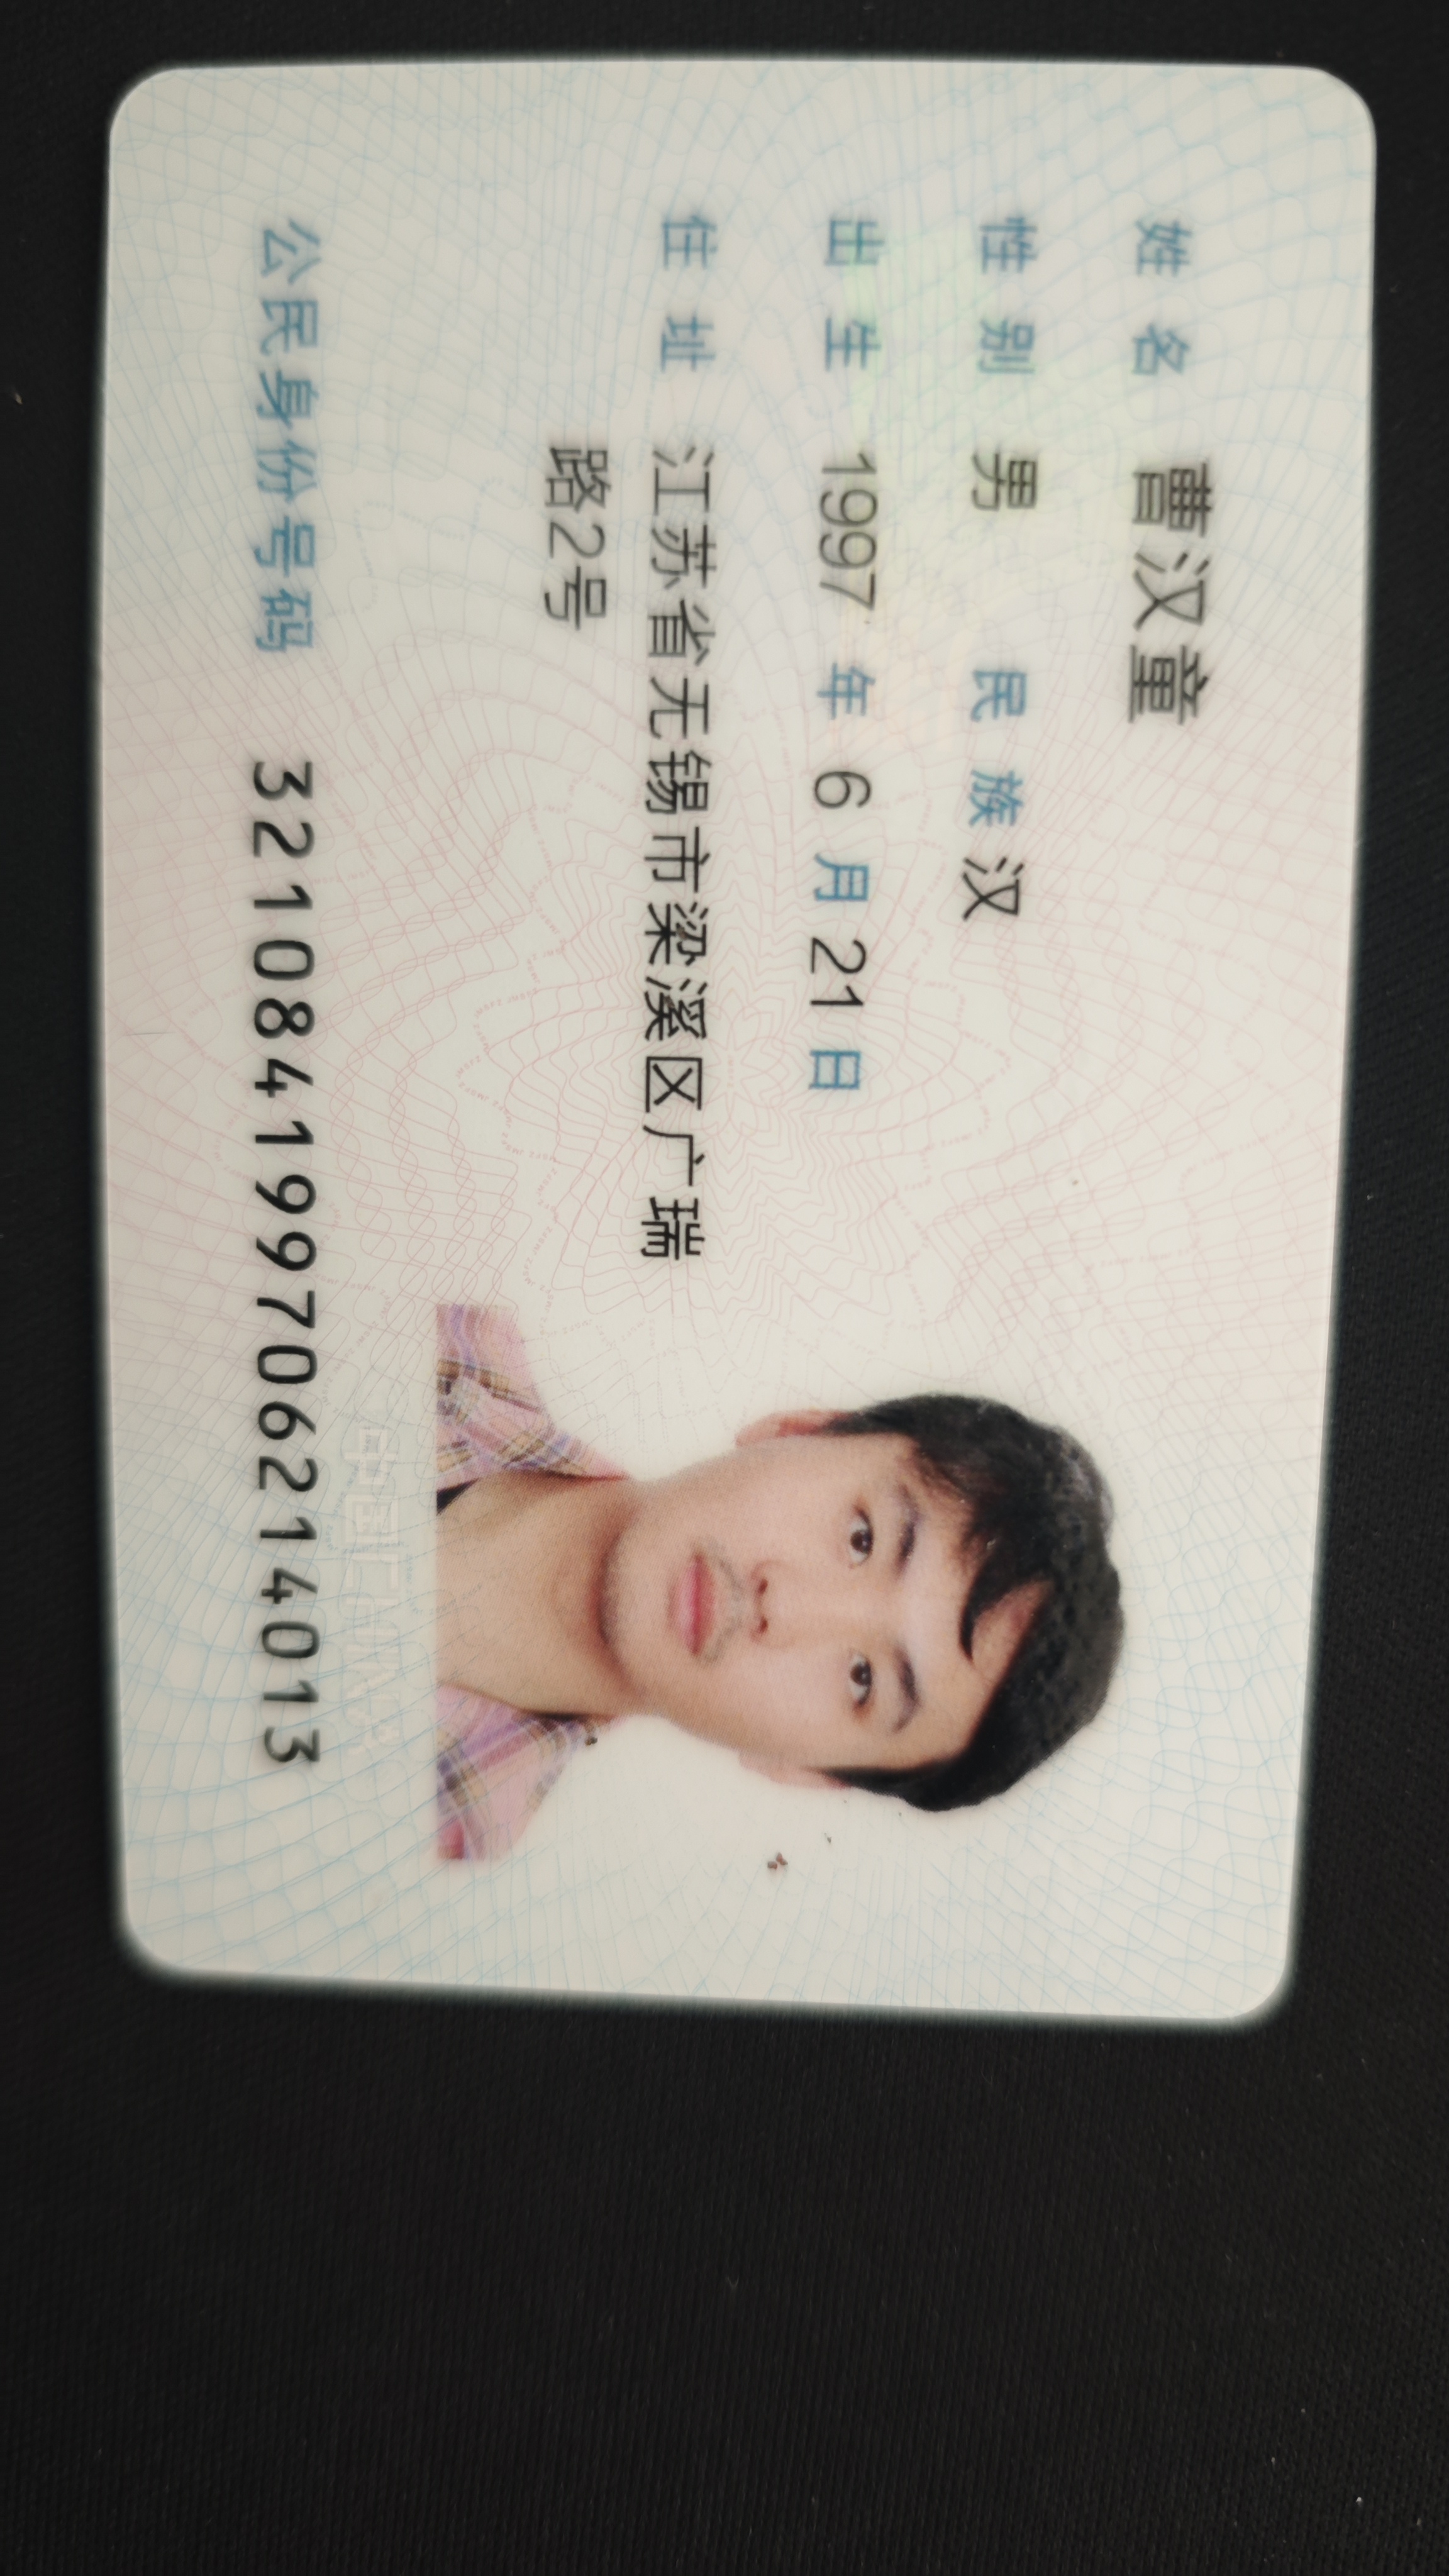 姓名 曹汉童
性别 男 民族 汉
出生 1997 年 6 月 21 日
住址 江苏省无锡市梁溪区广瑞
路2号
公民身份号码 321084199706214013